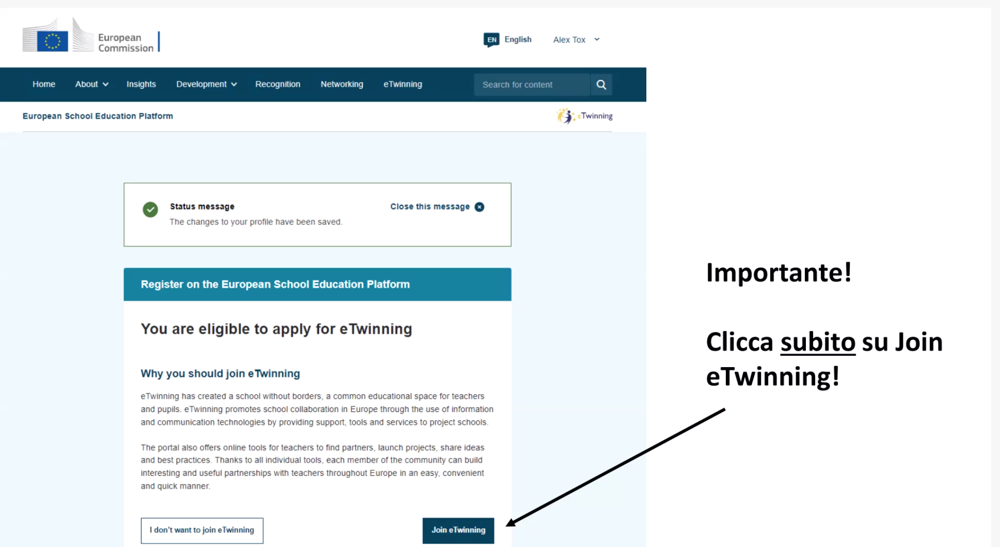 European
Commission
EN English Alex Tox
Home About Insights Development Recognition Networking eTwinning Search for content
European School Education Platform
eTwinning
Status message
Close this message
The changes to your profile have been saved.
Register on the European School Education Platform
You are eligible to apply for eTwinning
Why you should join eTwinning
eTwinning has created a school without borders, a common educational space for teachers
and pupils. eTwinning promotes school collaboration in Europe through the use of information
and communication technologies by providing support, tools and services to project schools.
The portal also offers online tools for teachers to find partners, launch projects, share ideas
and best practices. Thanks to all individual tools, each member of the community can build
interesting and useful partnerships with teachers throughout Europe in an easy, convenient
and quick manner.
I don't want to join eTwinning
Join eTwinning
Importante!
Clicca subito su Join
eTwinning!